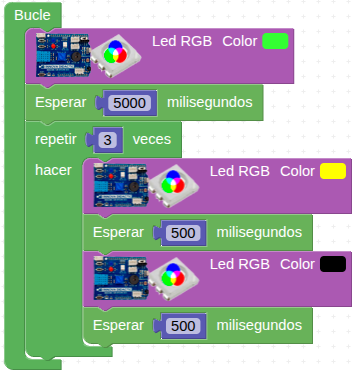 Bucle
Led RGB Color
Esperar 5000 milisegundos
repetir 3 veces
hacer
Led RGB Color
Esperar 500 milisegundos
Led RGB Color
Esperar 500 milisegundos